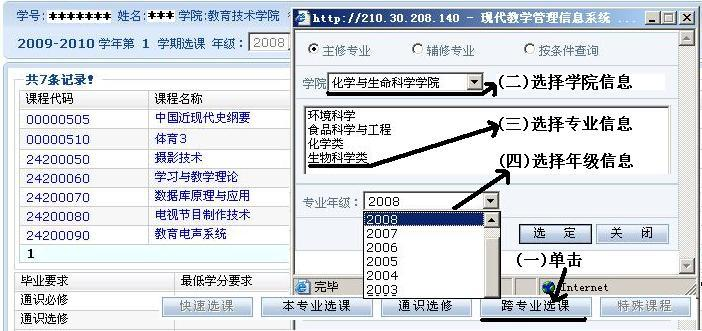 学号: ******* 姓名: *** 学院:教育技术学院
2009-2010 学年第 1 学期选课 年级: 2008
共7条记录!
课程代码 课程名称
00000505 中国近现代史纲要
00000510 体育3
24200050 摄影技术
24200060 学习与教学理论
24200070 数据库原理与应用
24200080 电视节目制作技术
24200090 教育电声系统
1
毕业要求 最低学分要求
通识必修
通识选修
http://210.30.208.140 - 现代教学管理信息系统 ...
主修专业 辅修专业 按条件查询
学院 化学与生命科学学院 (二)选择学院信息
环境科学
食品科学与工程
化学类
生物科学类
(三)选择专业信息
(四)选择年级信息
专业年级: 2008
2008
2007
2006
2005
2004
2003
选 定 关 闭
(一)单击
完毕 Internet
快速选课 本专业选课 通识选修 跨专业选课 特殊课程